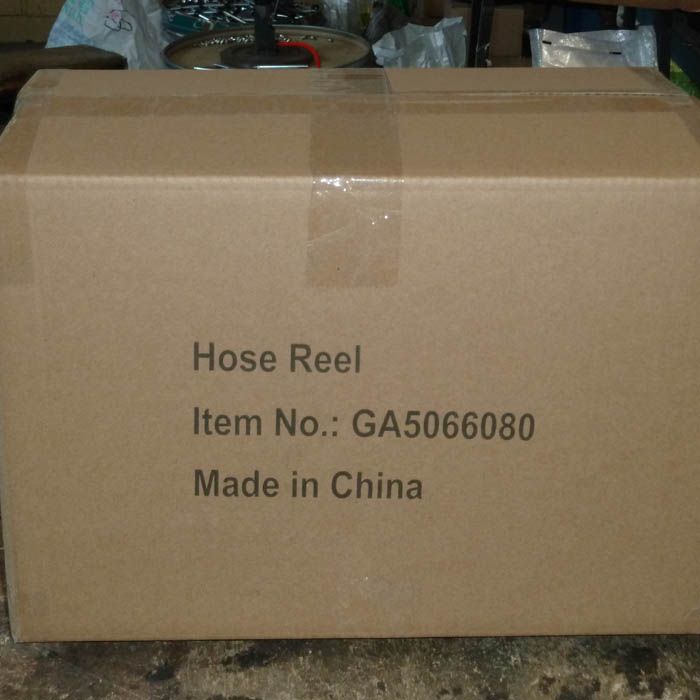 Hose Reel
Item No.: GA5066080
Made in China